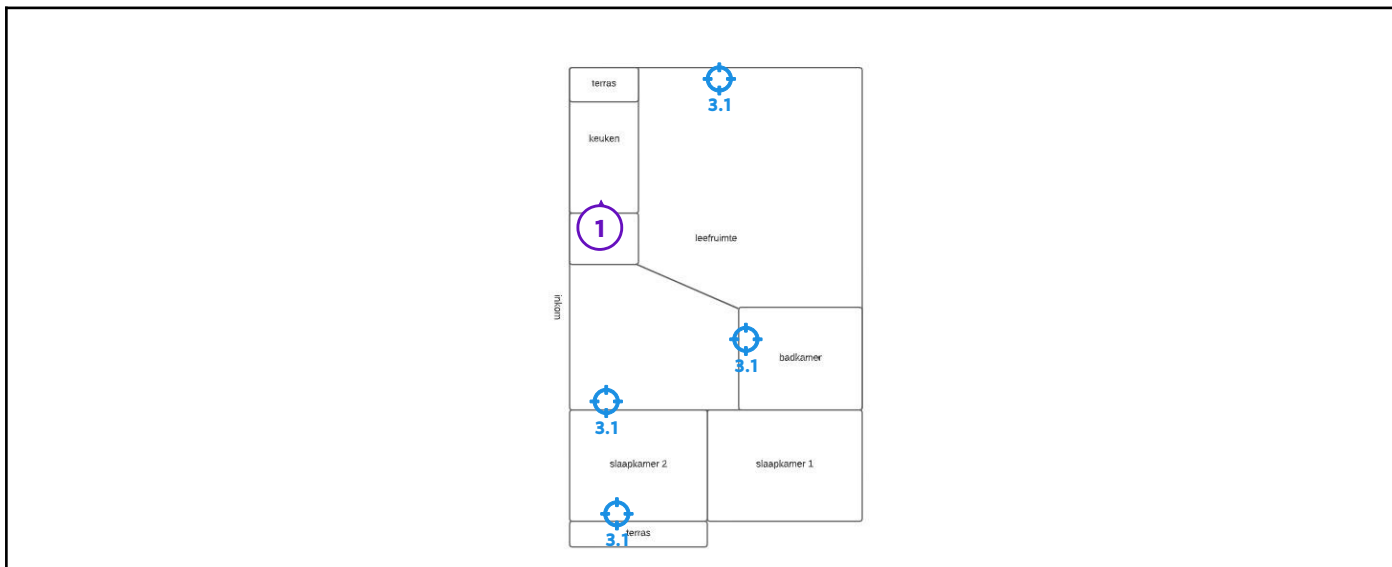 terras
3.1
keuken
1
leefruimte
inkom
3.1
badkamer
3.1
slaapkamer 2
slaapkamer 1
3.1
terras